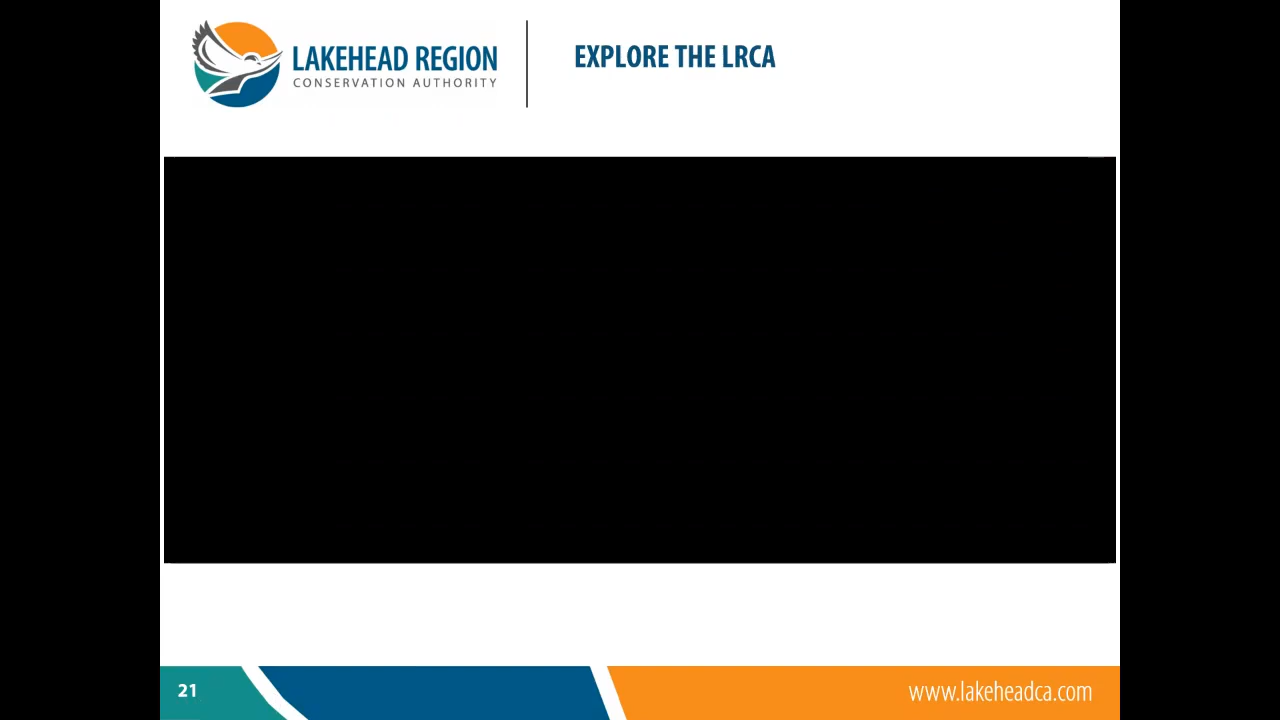 LAKEHEAD REGION
CONSERVATION AUTHORITY
EXPLORE THE LRCA
21
www.lakeheadca.com